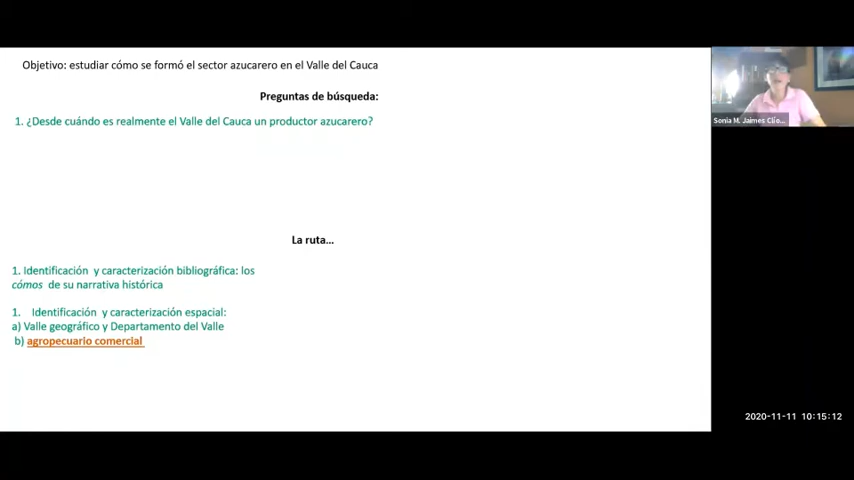 Objetivo: estudiar cómo se formó el sector azucarero en el Valle del Cauca
Preguntas de búsqueda:
1. ¿Desde cuándo es realmente el Valle del Cauca un productor azucarero?
Sonia M. Jaimes Clío...
La ruta...
1. Identificación y caracterización bibliográfica: los
cómos de su narrativa histórica
1. Identificación y caracterización espacial:
a) Valle geográfico y Departamento del Valle
b) agropecuario comercial
2020-11-11 10:15:12